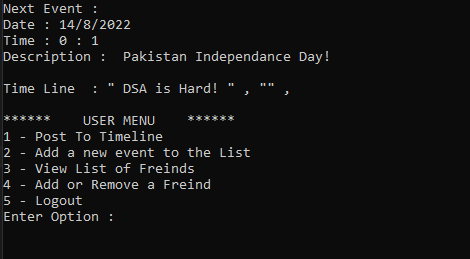 Next Event :
Date : 14/8/2022
Time : 0 : 1
Description :  Pakistan Independance Day!
Time Line  : " DSA is Hard! " , "" ,
******    USER MENU    ******
1 - Post To Timeline
2 - Add a new event to the List
3 - View List of Freinds
4 - Add or Remove a Freind
5 - Logout
Enter Option :